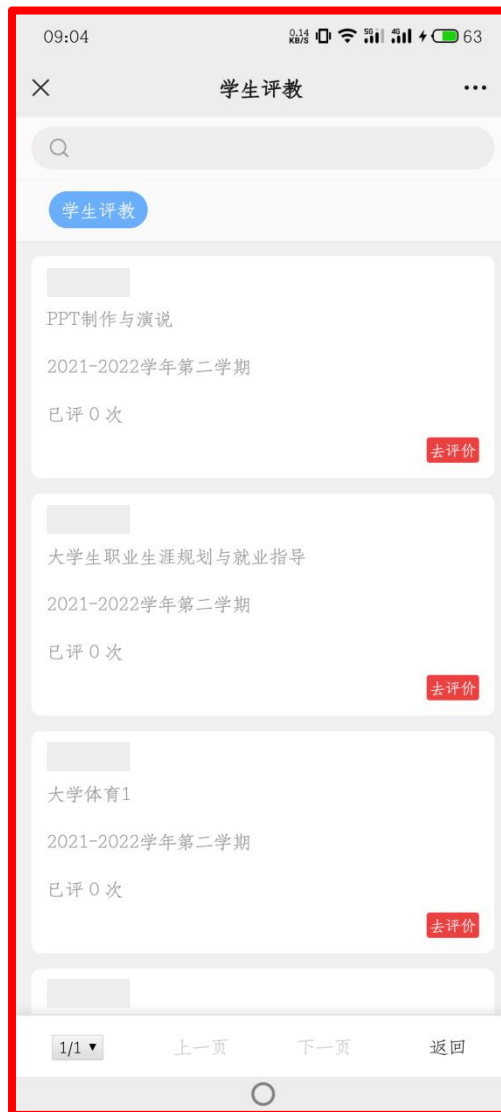 09:04
0.14
KB/S
5G
4G
63
学生评教
学生评教
PPT制作与演说
2021-2022学年第二学期
已评 0 次
去评价
大学生职业生涯规划与就业指导
2021-2022学年第二学期
已评 0 次
去评价
大学体育1
2021-2022学年第二学期
已评 0 次
去评价
1/1 ▼ 上一页 下一页 返回